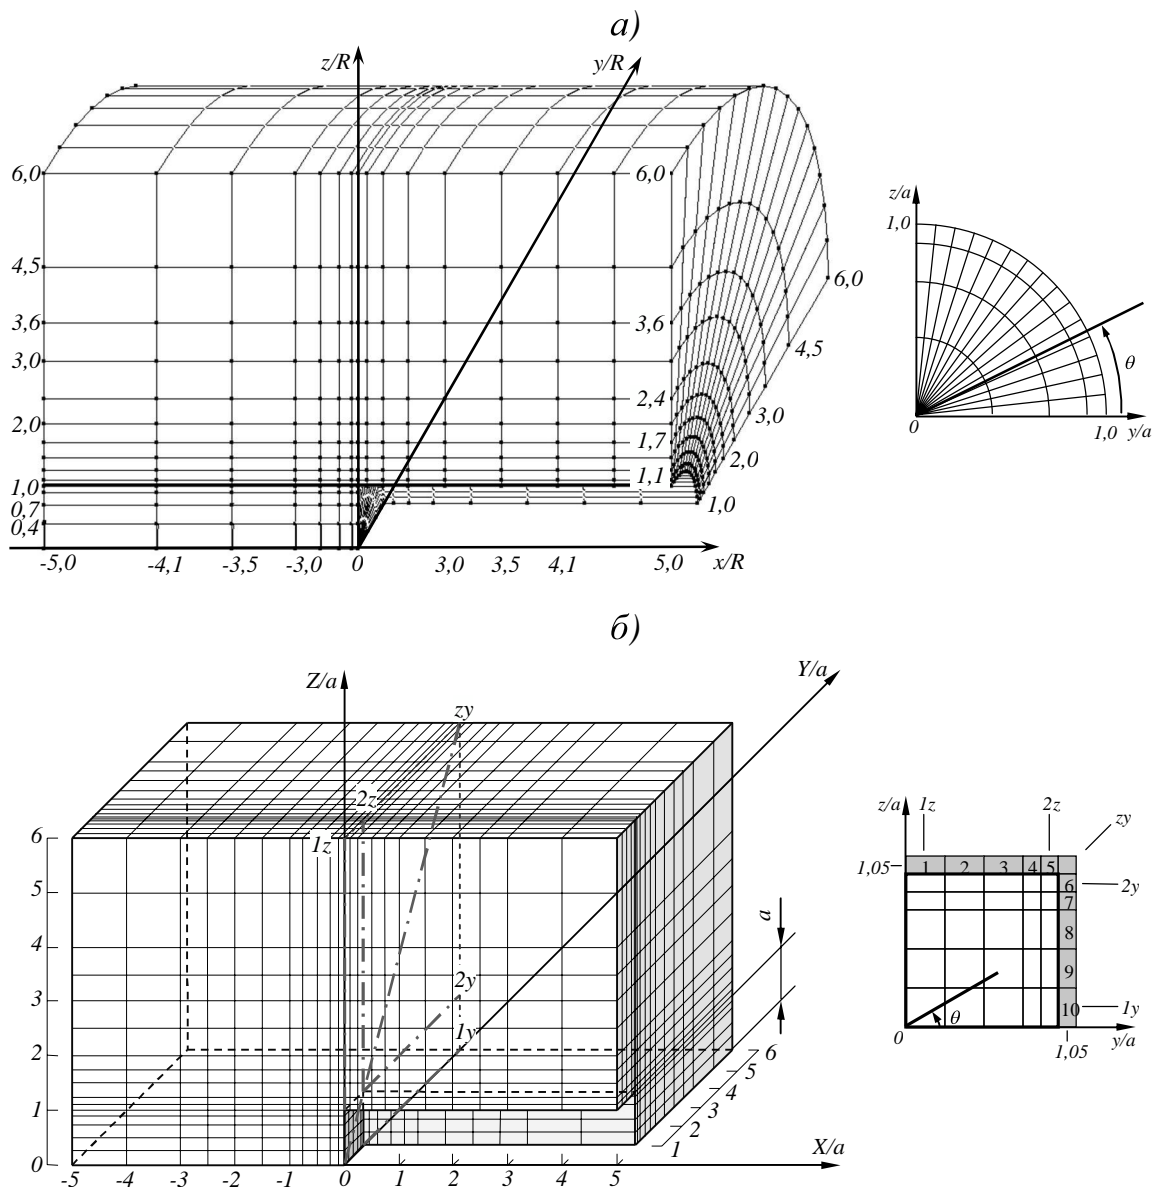 а)
z/R
y/R
6,0
4,5
3,6
3,0
2,0
1,0
0,7
0,4
6,0
3,6
2,4
1,7
1,1
6,0
4,5
3,0
2,0
1,0
-5,0 -4,1 -3,5 -3,0 0 3,0 3,5 4,1 5,0 x/R
z/a
1,0
θ
0 1,0 y/a
б)
Z/a
Y/a
zy
2z
1z
2y
1y
a
6
5
4
3
2
1
0
-5 -4 -3 -2 -1 0 1 2 3 4 5
X/a
6
5
4
3
2
1
z/a
1z 2z zy
1,05
1 2 3 4 5
6 2y
7
8
9
10 1y
θ
0 1,05 y/a